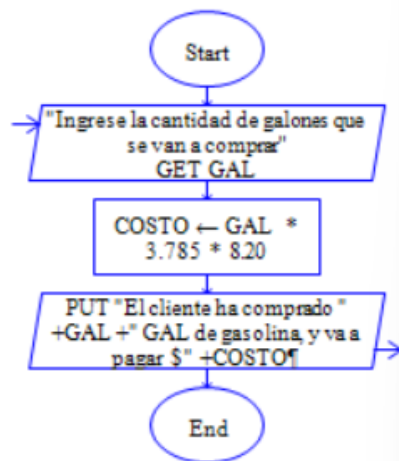 Start
"Ingrese la cantidad de galones que
se van a comprar"
GET GAL
COSTO ← GAL *
3.785 * 8.20
PUT "El cliente ha comprado "
+GAL +" GAL de gasolina, y va a
pagar $" +COSTO¶
End